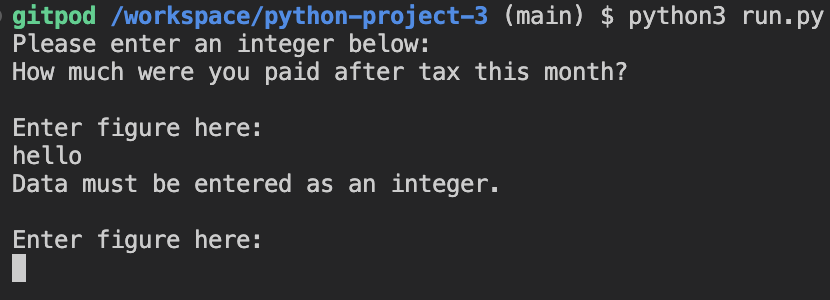 gitpod /workspace/python-project-3 (main) $ python3 run.py
Please enter an integer below:
How much were you paid after tax this month?
Enter figure here:
hello
Data must be entered as an integer.
Enter figure here: